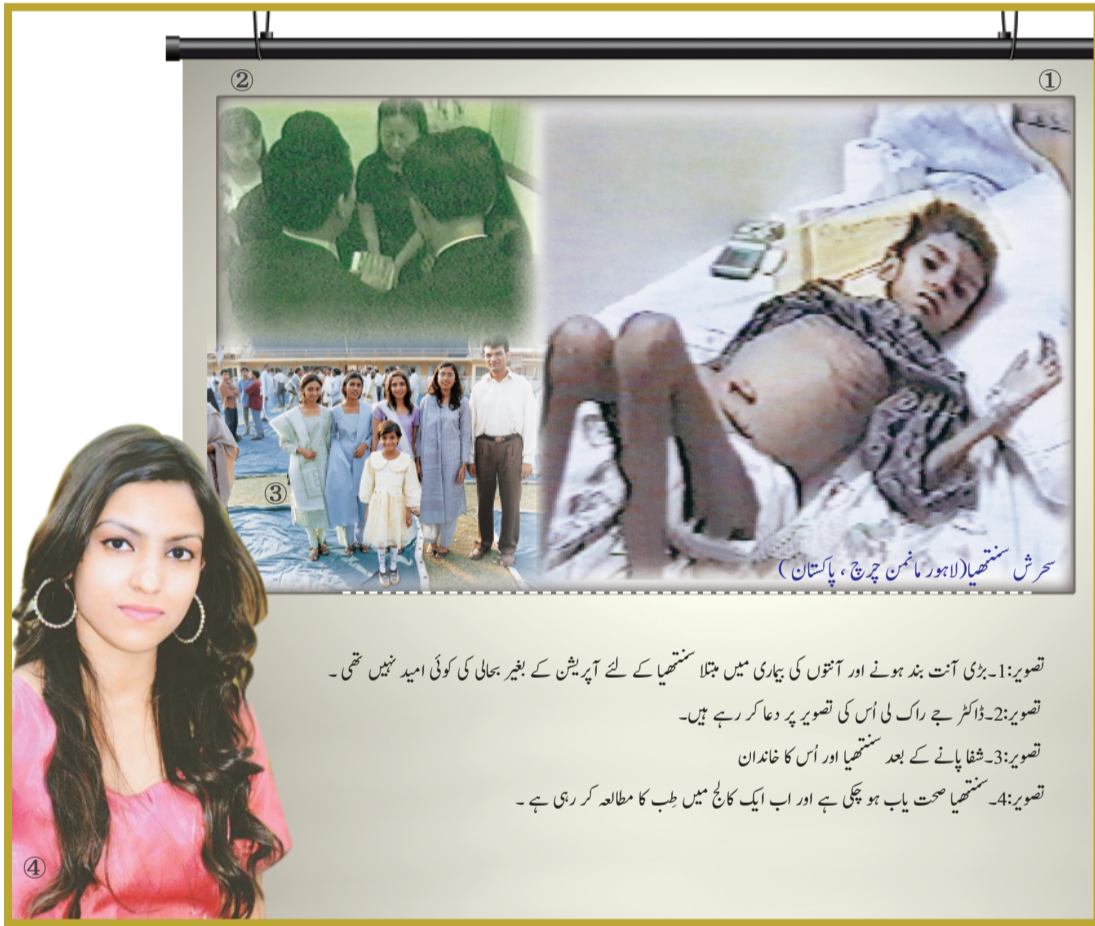 ①
②
③
④
سحرش سنتھیا(لاہور مانمن چرچ ، پاکستان )
تصویر:1۔بڑی آنت بند ہونے اور آنتوں کی بیماری میں مبتلا سنتھیا کے لئے آپریشن کے بغیر بحالی کی کوئی امید نہیں تھی ۔
تصویر:2۔ڈاکٹر جے راک لی اُس کی تصویر پر دعا کر رہے ہیں۔
تصویر:3۔شفا پانے کے بعد سنتھیا اور اُس کا خاندان
تصویر:4۔ سنتھیا صحت یاب ہو چکی ہے اور اب ایک کالج میں طِب کا مطالعہ کر رہی ہے ۔